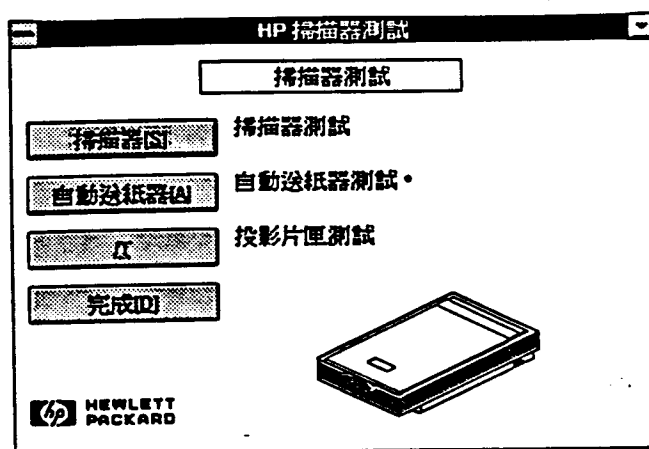 HP 掃描器測試
掃描器測試
掃描器[S] 掃描器測試
自動送紙器[A] 自動送紙器測試•
投影片匣測試
完成[D]
hp HEWLETT
PACKARD